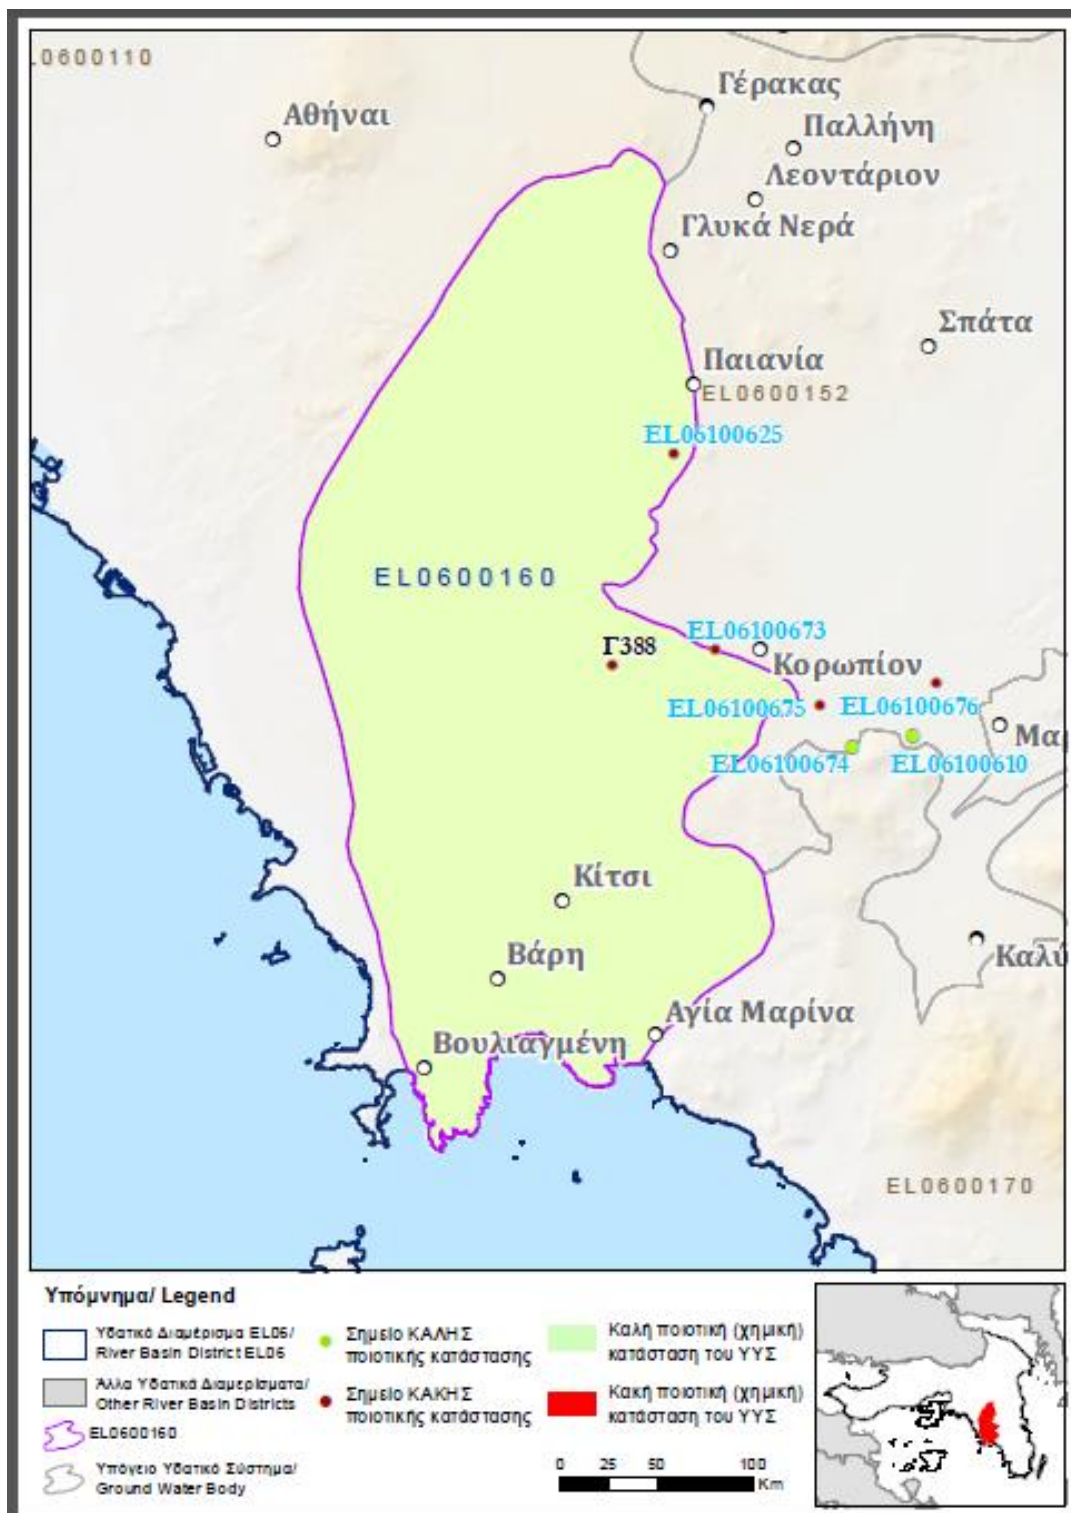 L0600110
Γέρακας
Αθήναι
Παλλήνη
Λεοντάριον
Γλυκά Νερά
Σπάτα
Παιανία
EL0600152
EL06100625
EL0600160
EL06100673
Γ388
Κορωπίον
EL06100675
EL06100676
Μαρ
EL06100674
EL06100610
Κίτσι
Καλύ
Βάρη
Αγία Μαρίνα
Βουλιαγμένη
EL0600170
Υπόμνημα/ Legend
Υδατικό Διαμέρισμα EL06/
River Basin District EL06
Άλλα Υδατικά Διαμερίσματα/
Other River Basin Districts
EL0600160
Υπόγειο Υδατικό Σύστημα/
Ground Water Body
Σημείο ΚΑΛΗΣ
ποιοτικής κατάστασης
Σημείο ΚΑΚΗΣ
ποιοτικής κατάστασης
Καλή ποιοτική (χημική)
κατάσταση του ΥΥΣ
Κακή ποιοτική (χημική)
κατάσταση του ΥΥΣ
0 25 50 100
Km